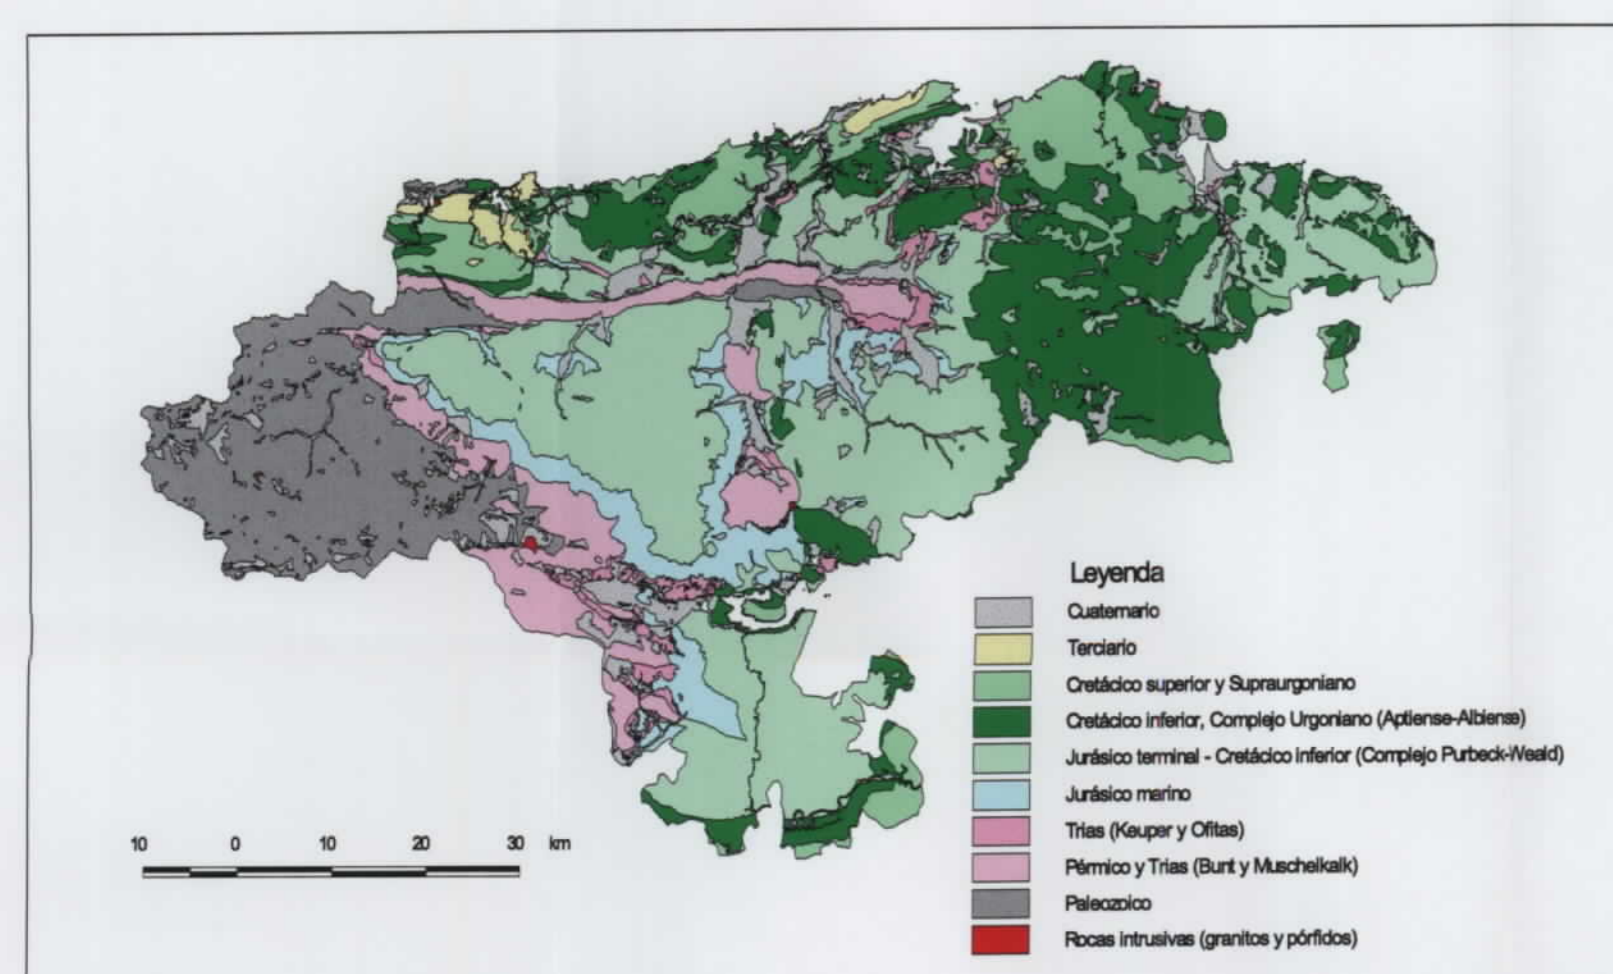 Leyenda
Cuaternario
Terciario
Cretácico superior y Supraurgoniano
Cretácico inferior, Complejo Urgoniano (Aptiense-Albiense)
Jurásico terminal - Cretácico inferior (Complejo Purbeck-Weald)
Jurásico marino
Trias (Keuper y Ofitas)
Pérmico y Trias (Bunt y Muschelkalk)
Paleozoico
Rocas intrusivas (granitos y pórfidos)
10 0 10 20 30 km